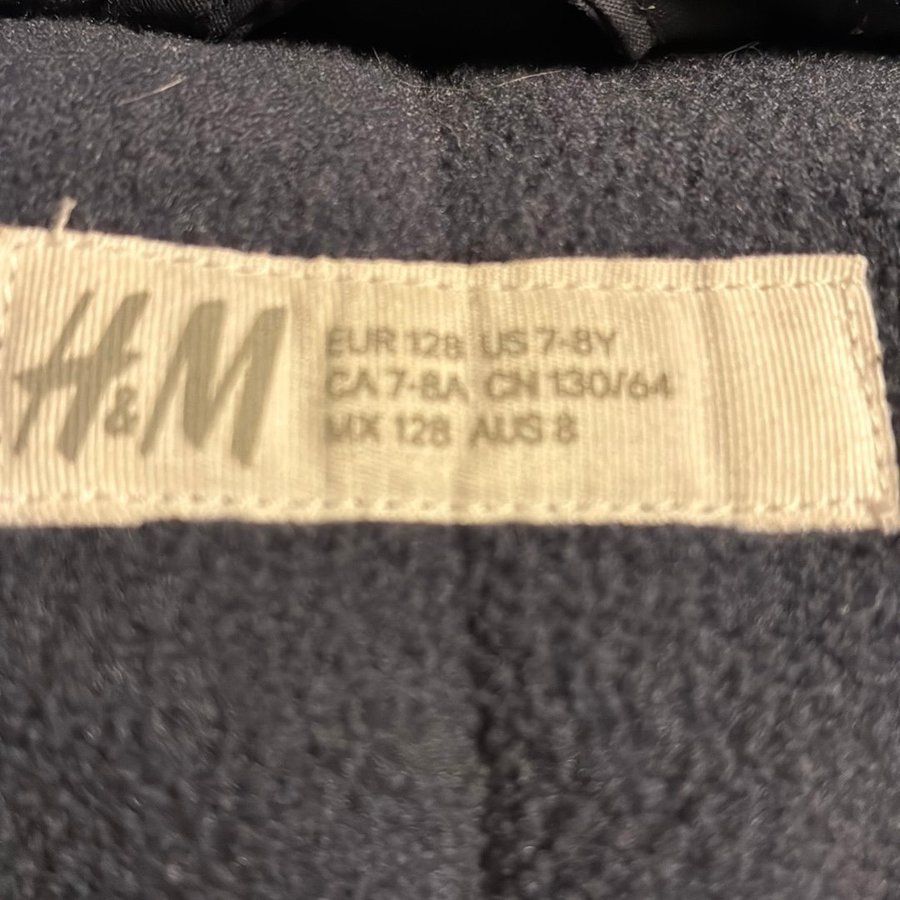 H&M
EUR 128 US 7-8Y
CA 7-8A CN 130/64
MX 128 AUS 8